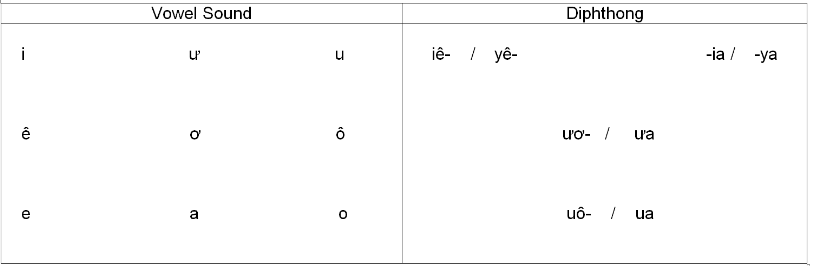 Vowel Sound Diphthong
i ư u iê- / yê- -ia / -ya
ê ơ ô ươ- / ưa
e a o uô- / ua